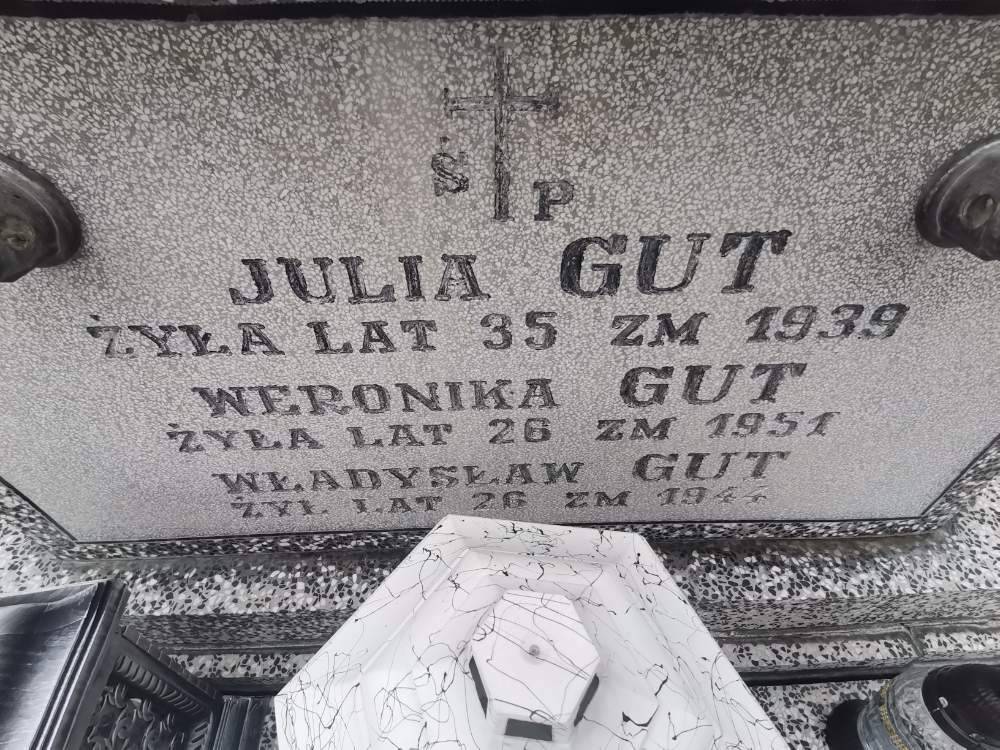 Ś P
JULIA GUT
ŻYŁA LAT 35 ZM 1939
WERONIKA GUT
ŻYŁA LAT 26 ZM 1951
WŁADYSŁAW GUT
ŻYŁ LAT 26 ZM 1944